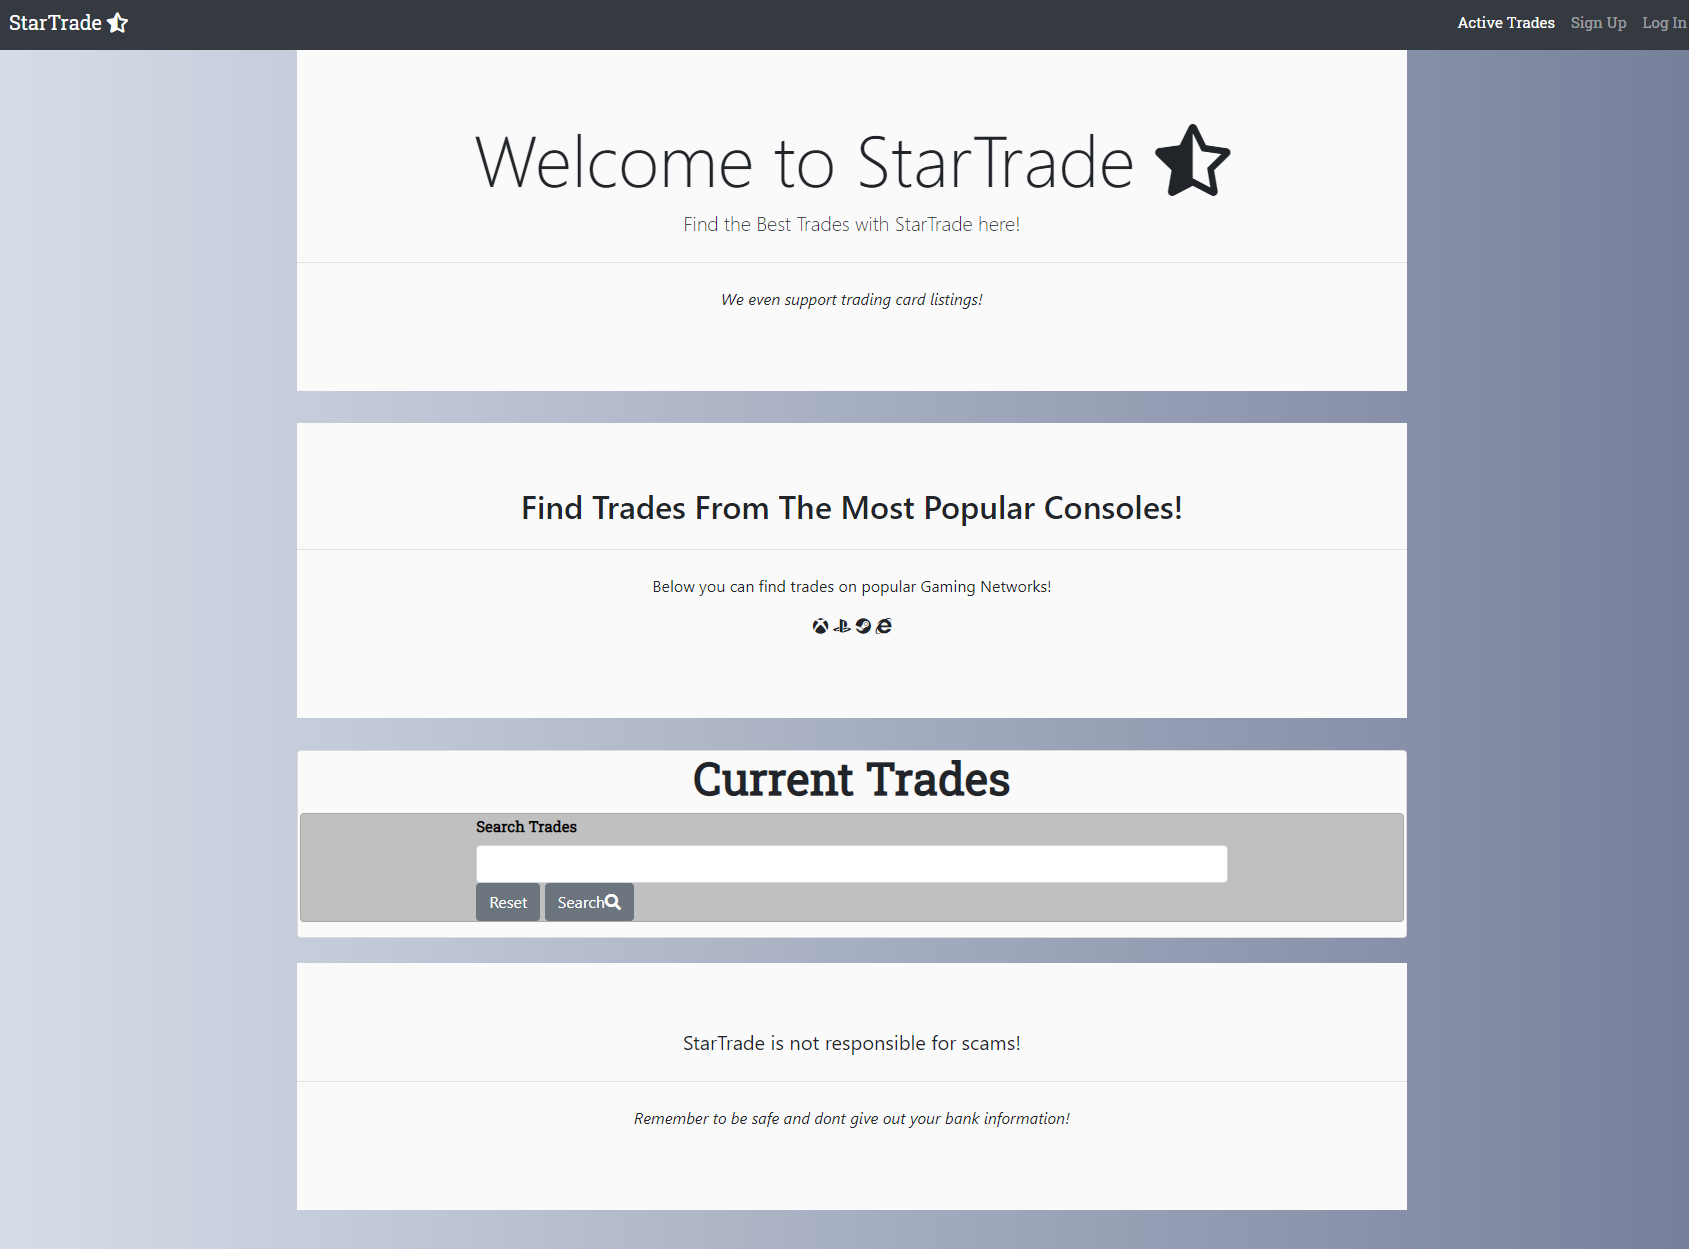 StarTrade
Active Trades Sign Up Log In
Welcome to StarTrade
Find the Best Trades with StarTrade here!
We even support trading card listings!
Find Trades From The Most Popular Consoles!
Below you can find trades on popular Gaming Networks!
Current Trades
Search Trades
Reset Search
StarTrade is not responsible for scams!
Remember to be safe and dont give out your bank information!